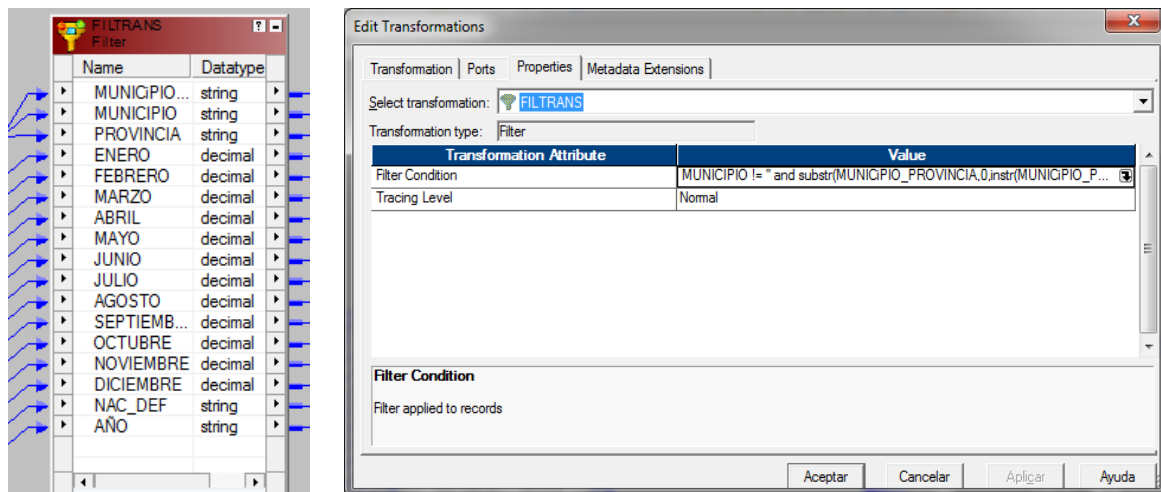 FILTRANS
Filter
Name Datatype
MUNICiPIO... string
MUNICIPIO string
PROVINCIA string
ENERO decimal
FEBRERO decimal
MARZO decimal
ABRIL decimal
MAYO decimal
JUNIO decimal
JULIO decimal
AGOSTO decimal
SEPTIEMB... decimal
OCTUBRE decimal
NOVIEMBRE decimal
DICIEMBRE decimal
NAC_DEF string
AÑO string
Edit Transformations
Transformation Ports Properties Metadata Extensions
Select transformation: FILTRANS
Transformation type: Filter
Transformation Attribute Value
Filter Condition MUNICIPIO != '' and substr(MUNICiPIO_PROVINCIA,0,instr(MUNICiPIO_P...
Tracing Level Normal
Filter Condition
Filter applied to records
Aceptar Cancelar Aplicar Ayuda